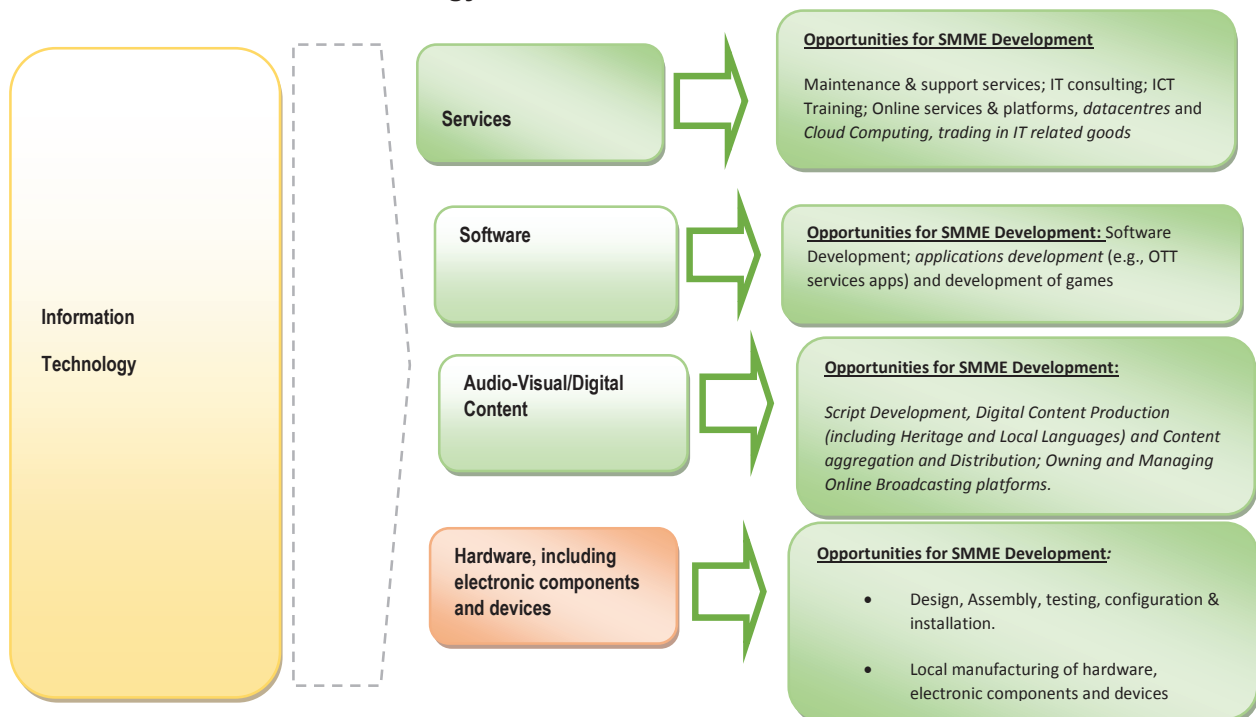 gy
Information
Technology
Services
Opportunities for SMME Development
Maintenance & support services; IT consulting; ICT
Training; Online services & platforms, datacentres and
Cloud Computing, trading in IT related goods
Software
Opportunities for SMME Development: Software
Development; applications development (e.g., OTT
services apps) and development of games
Audio-Visual/Digital
Content
Opportunities for SMME Development:
Script Development, Digital Content Production
(including Heritage and Local Languages) and Content
aggregation and Distribution; Owning and Managing
Online Broadcasting platforms.
Hardware, including
electronic components
and devices
Opportunities for SMME Development:
• Design, Assembly, testing, configuration &
installation.
• Local manufacturing of hardware,
electronic components and devices